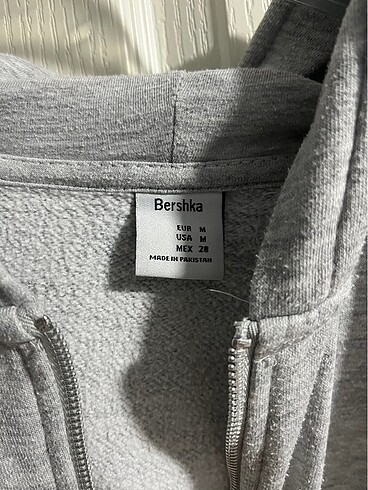 Bershka
EUR M
USA M
MEX 28
MADE IN PAKISTAN